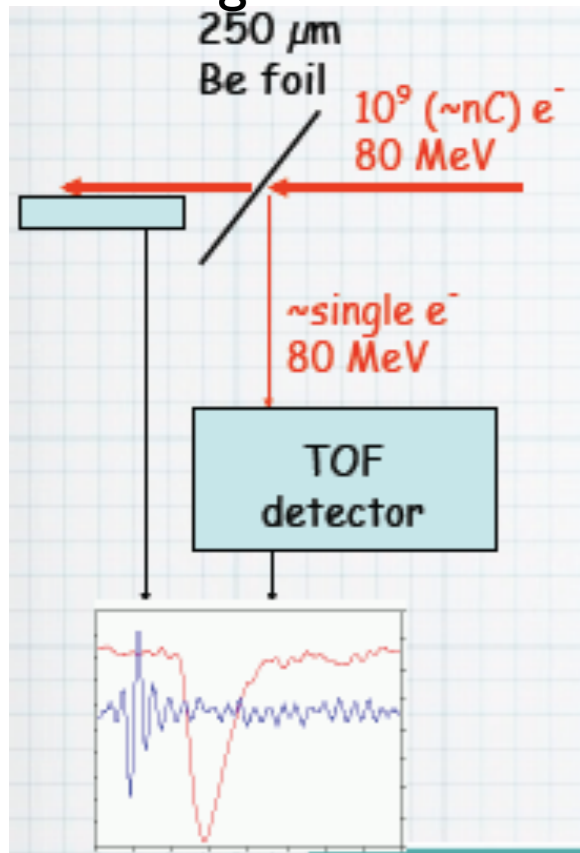 250 μm
Be foil
10⁹ (~nC) e⁻
80 MeV
~single e⁻
80 MeV
TOF
detector